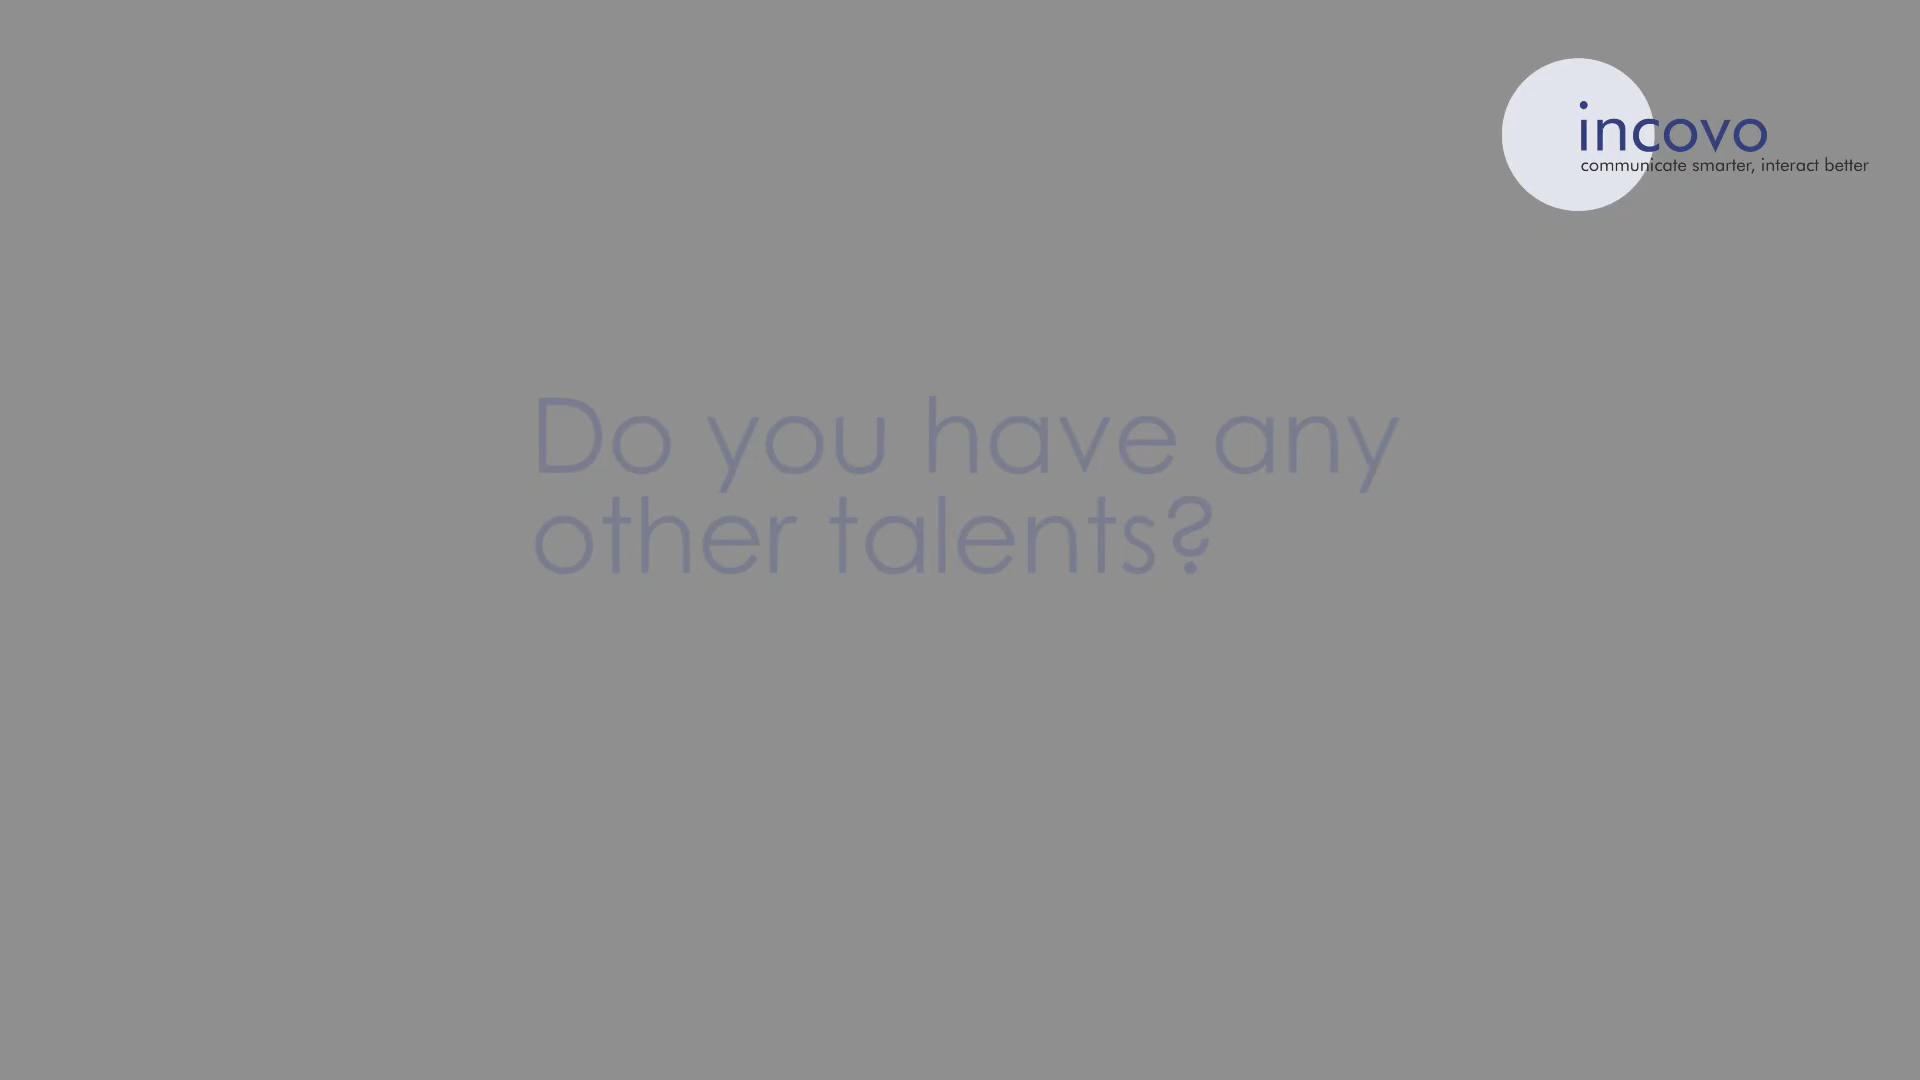 incovo
communicate smarter, interact better
Do you have any
other talents?